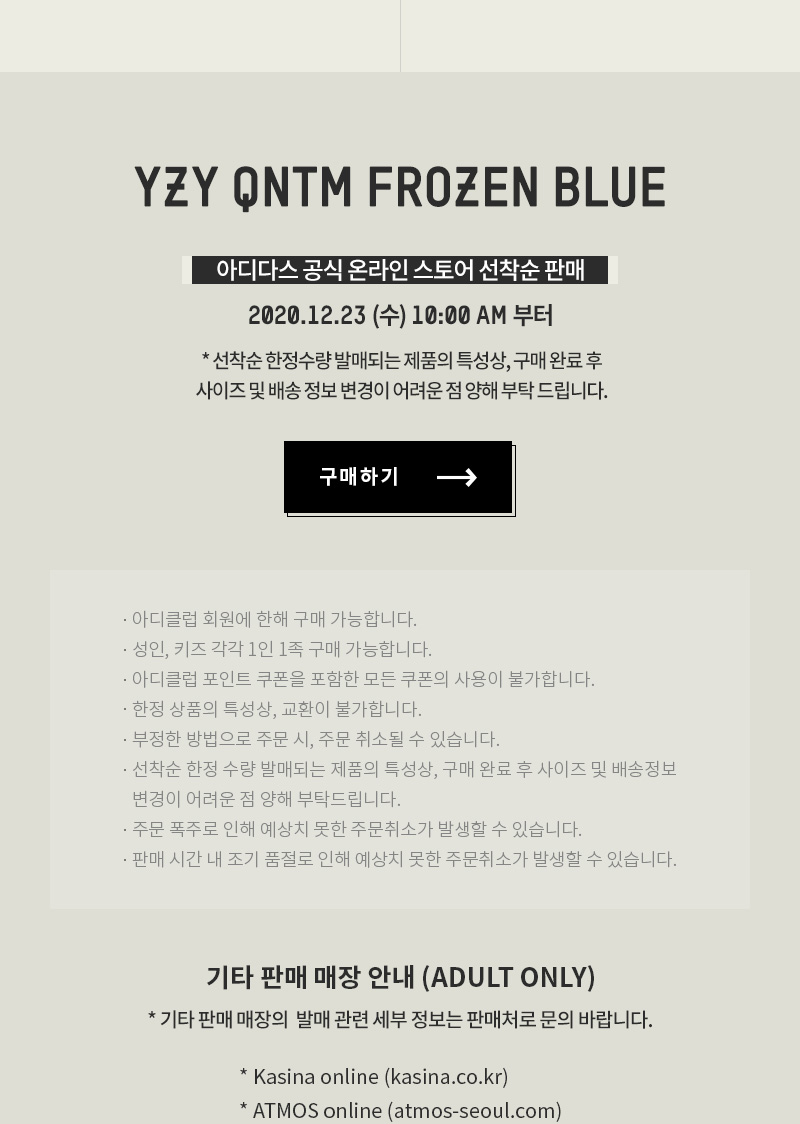 YZY QNTM FROZEN BLUE
아디다스 공식 온라인 스토어 선착순 판매
2020.12.23 (수) 10:00 AM 부터
* 선착순 한정수량 발매되는 제품의 특성상, 구매 완료 후
사이즈 및 배송 정보 변경이 어려운 점 양해 부탁 드립니다.
구매하기 →
· 아디클럽 회원에 한해 구매 가능합니다.
· 성인, 키즈 각각 1인 1족 구매 가능합니다.
· 아디클럽 포인트 쿠폰을 포함한 모든 쿠폰의 사용이 불가합니다.
· 한정 상품의 특성상, 교환이 불가합니다.
· 부정한 방법으로 주문 시, 주문 취소될 수 있습니다.
· 선착순 한정 수량 발매되는 제품의 특성상, 구매 완료 후 사이즈 및 배송정보
변경이 어려운 점 양해 부탁드립니다.
· 주문 폭주로 인해 예상치 못한 주문취소가 발생할 수 있습니다.
· 판매 시간 내 조기 품절로 인해 예상치 못한 주문취소가 발생할 수 있습니다.
기타 판매 매장 안내 (ADULT ONLY)
* 기타 판매 매장의 발매 관련 세부 정보는 판매처로 문의 바랍니다.
* Kasina online (kasina.co.kr)
* ATMOS online (atmos-seoul.com)